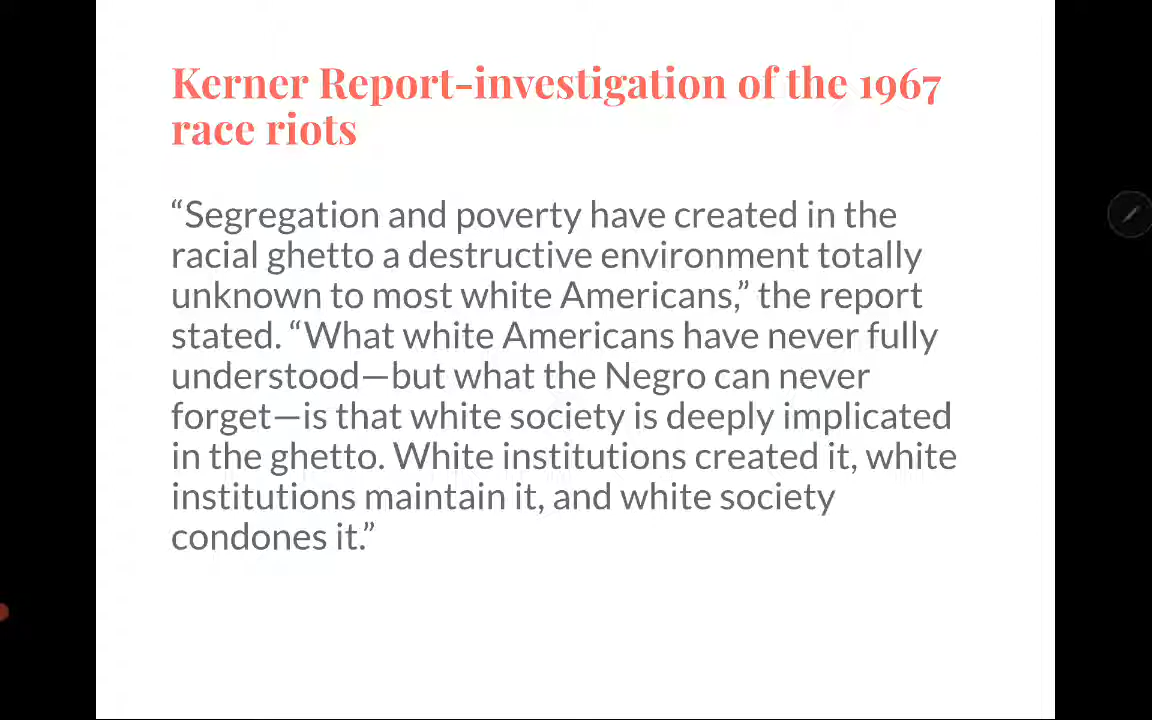 Kerner Report-investigation of the 1967
race riots
“Segregation and poverty have created in the
racial ghetto a destructive environment totally
unknown to most white Americans,” the report
stated. “What white Americans have never fully
understood—but what the Negro can never
forget—is that white society is deeply implicated
in the ghetto. White institutions created it, white
institutions maintain it, and white society
condones it.”